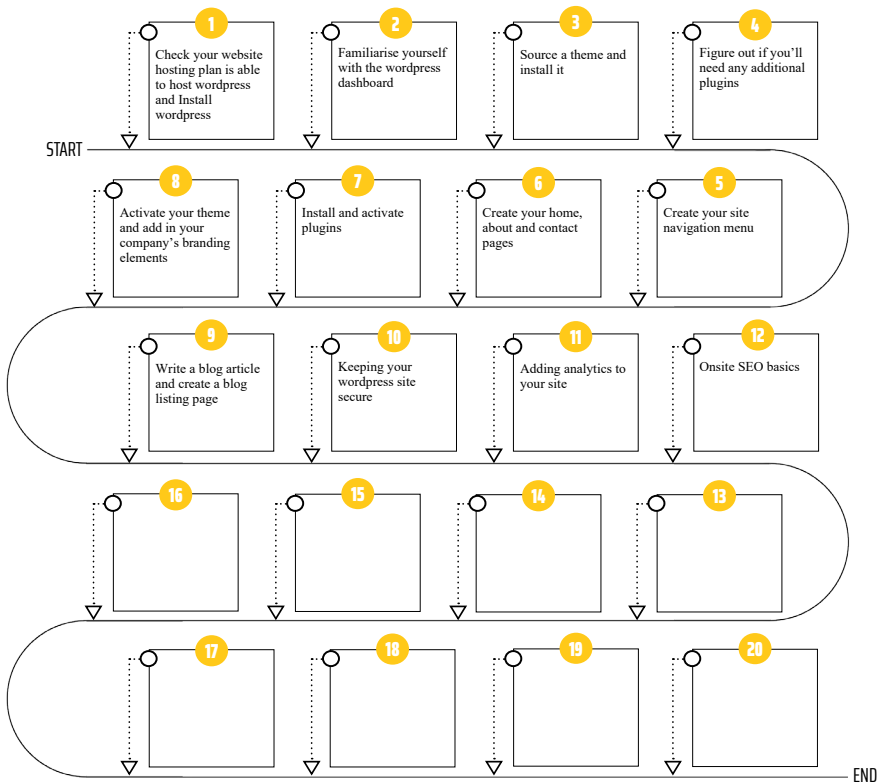 1
Check your website
hosting plan is able
to host wordpress
and Install
wordpress
2
Familiarise yourself
with the wordpress
dashboard
3
Source a theme and
install it
4
Figure out if you'll
need any additional
plugins
START
8
Activate your theme
and add in your
company's branding
elements
7
Install and activate
plugins
6
Create your home,
about and contact
pages
5
Create your site
navigation menu
9
Write a blog article
and create a blog
listing page
10
Keeping your
wordpress site
secure
11
Adding analytics to
your site
12
Onsite SEO basics
16
15
14
13
17
18
19
20
END